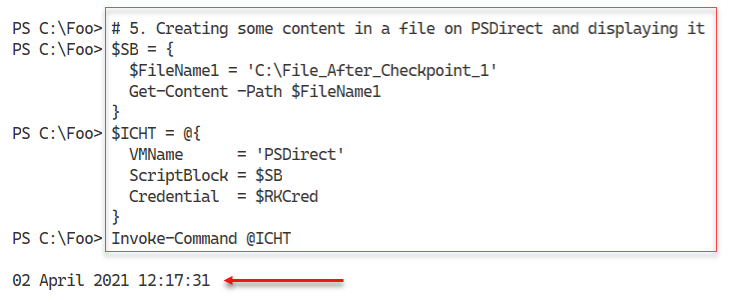 PS C:\Foo> # 5. Creating some content in a file on PSDirect and displaying it
PS C:\Foo> $SB = {
  $FileName1 = 'C:\File_After_Checkpoint_1'
  Get-Content -Path $FileName1
}
PS C:\Foo> $ICHT = @{
  VMName      = 'PSDirect'
  ScriptBlock = $SB
  Credential  = $RKCred
}
PS C:\Foo> Invoke-Command @ICHT
02 April 2021 12:17:31